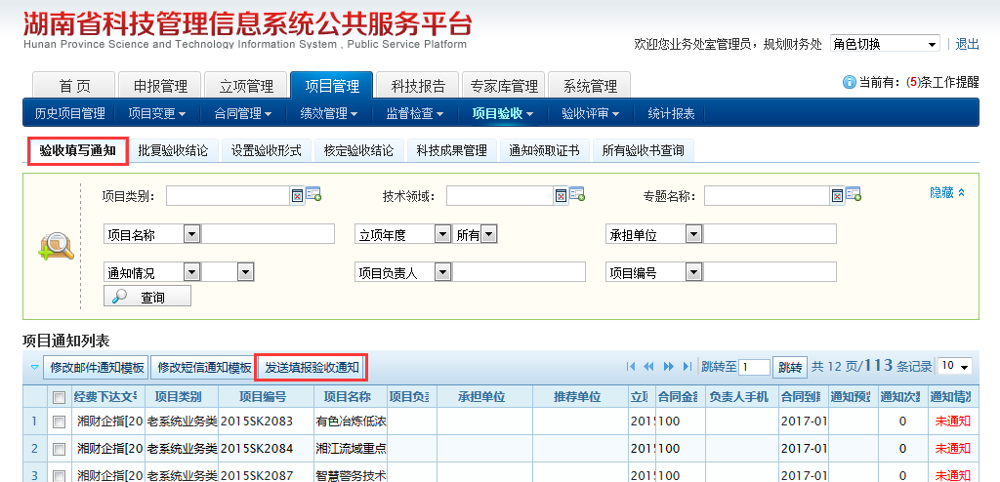 湖南省科技管理信息系统公共服务平台
Hunan Province Science and Technology Information System , Public Service Platform
欢迎您业务处室管理员，规划财务处 角色切换 退出
首 页 申报管理 立项管理 项目管理 科技报告 专家库管理 系统管理 当前有：(5)条工作提醒
历史项目管理 项目变更 合同管理 绩效管理 监督检查 项目验收 验收评审 统计报表
验收填写通知 批复验收结论 设置验收形式 核定验收结论 科技成果管理 通知领取证书 所有验收书查询
项目类别： 技术领域： 专题名称： 隐藏
项目名称 立项年度 所有 承担单位
通知情况 项目负责人 项目编号
查询
项目通知列表
修改邮件通知模板 修改短信通知模板 发送填报验收通知 跳转至 1 跳转 共 12 页/113 条记录 10
经费下达文号 项目类别 项目编号 项目名称 项目负责 承担单位 推荐单位 立项 合同金额 负责人手机 合同到期 通知预出 通知次数 通知情况
1 湘财企指[20 老系统业务类 2015SK2083 有色冶炼低浓 2015 100 2017-01 0 未通知
2 湘财企指[20 老系统业务类 2015SK2084 湘江流域重点 2015 100 2017-01 0 未通知
3 湘财企指[20 老系统业务类 2015SK2087 智慧警务技术 2015 100 2017-01 0 未通知